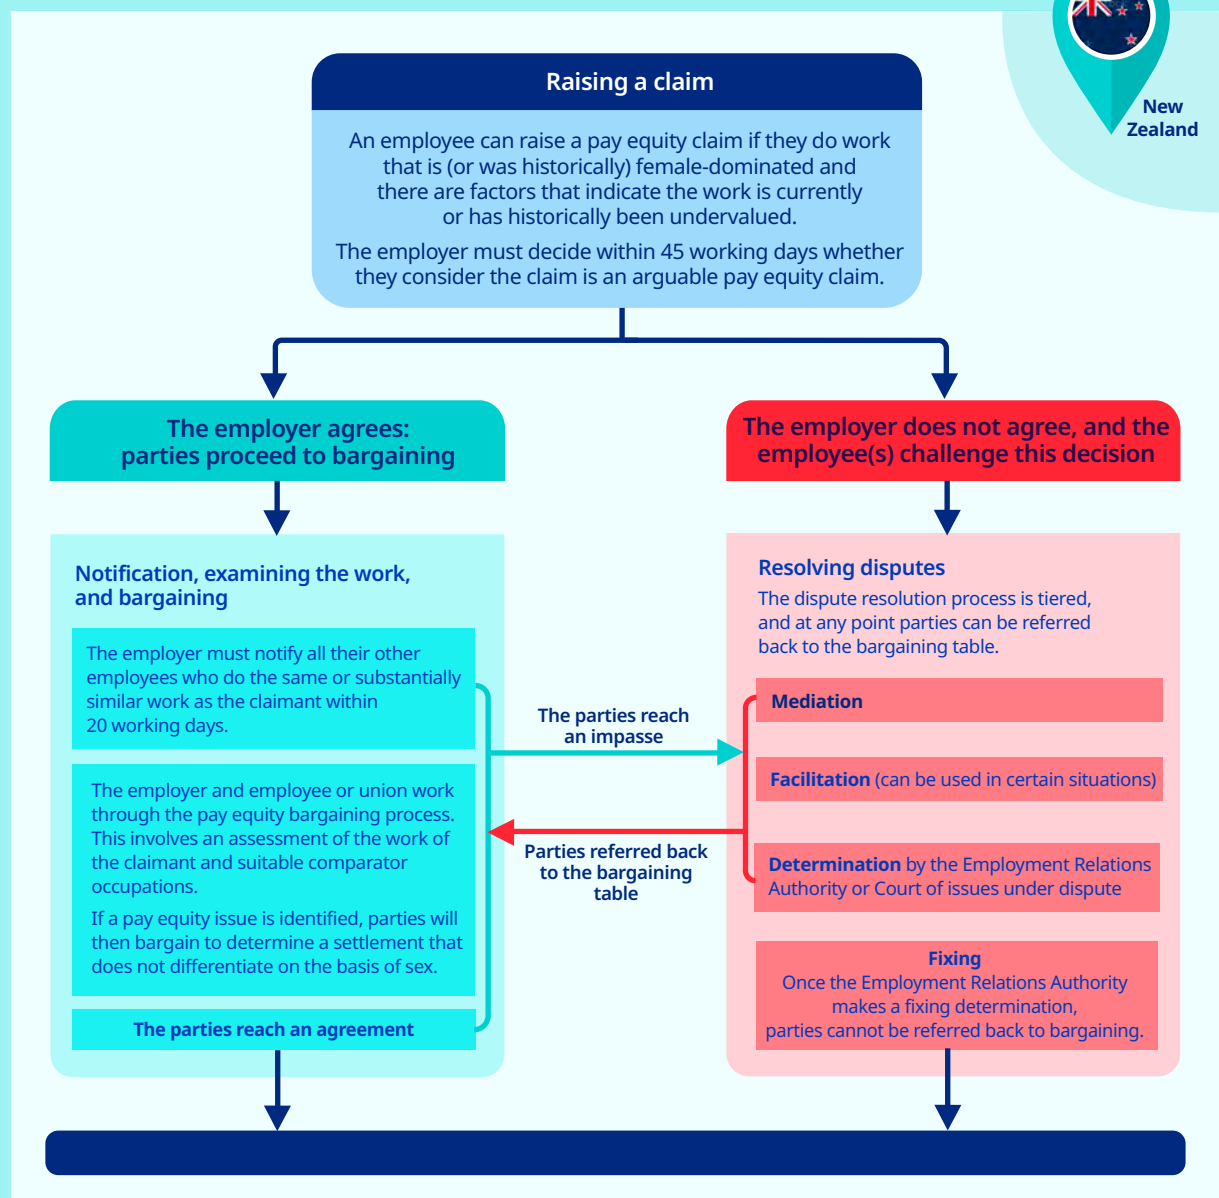 New
Zealand
Raising a claim
An employee can raise a pay equity claim if they do work
that is (or was historically) female-dominated and
there are factors that indicate the work is currently
or has historically been undervalued.
The employer must decide within 45 working days whether
they consider the claim is an arguable pay equity claim.
The employer agrees:
parties proceed to bargaining
Notification, examining the work,
and bargaining
The employer must notify all their other
employees who do the same or substantially
similar work as the claimant within
20 working days.
The employer and employee or union work
through the pay equity bargaining process.
This involves an assessment of the work of
the claimant and suitable comparator
occupations.
If a pay equity issue is identified, parties will
then bargain to determine a settlement that
does not differentiate on the basis of sex.
The parties reach an agreement
The parties reach
an impasse
Parties referred back
to the bargaining
table
The employer does not agree, and the
employee(s) challenge this decision
Resolving disputes
The dispute resolution process is tiered,
and at any point parties can be referred
back to the bargaining table.
Mediation
Facilitation (can be used in certain situations)
Determination by the Employment Relations
Authority or Court of issues under dispute
Fixing
Once the Employment Relations Authority
makes a fixing determination,
parties cannot be referred back to bargaining.